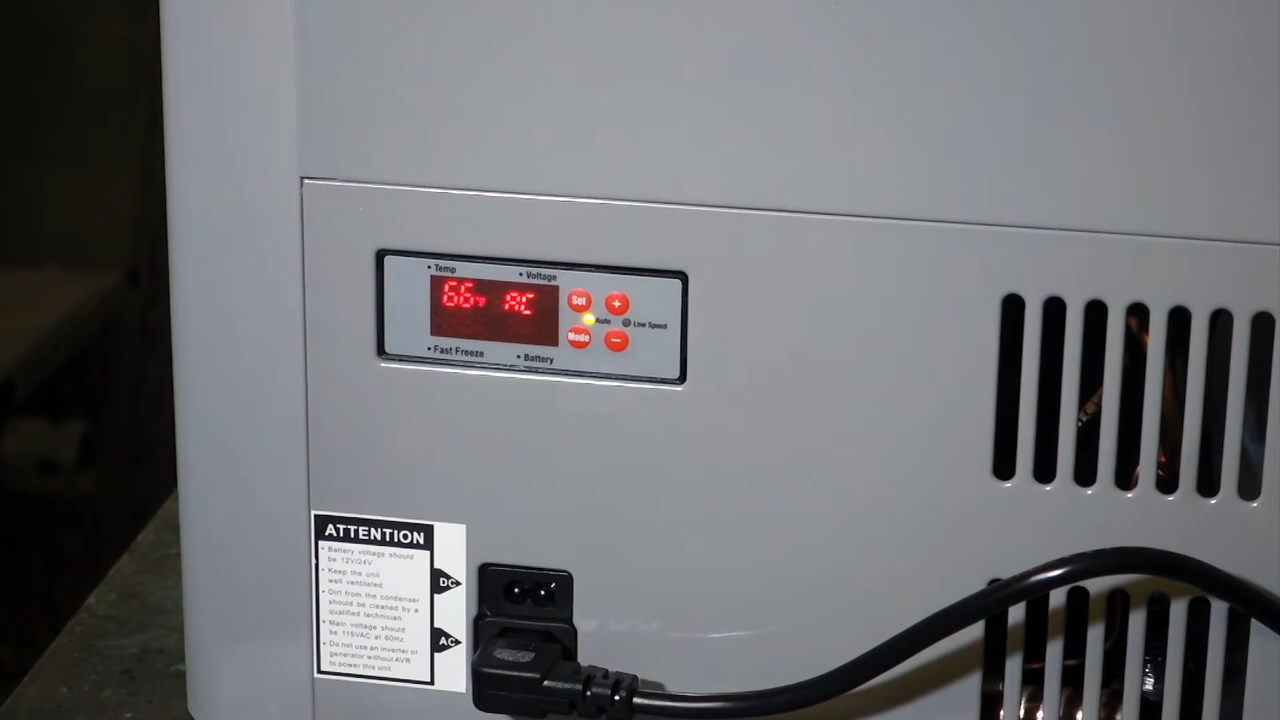 • Temp • Voltage
66°F AC
Set +
Auto Low Speed
Mode −
• Fast Freeze • Battery
ATTENTION
• Battery voltage should
be 12V/24V
• Keep the unit
well ventilated.
• Dirt from the condenser
should be cleaned by a
qualified technician.
• Main voltage should
be 115VAC at 60Hz
• Do not use an inverter or
generator without AVR
to power this unit.
DC
AC